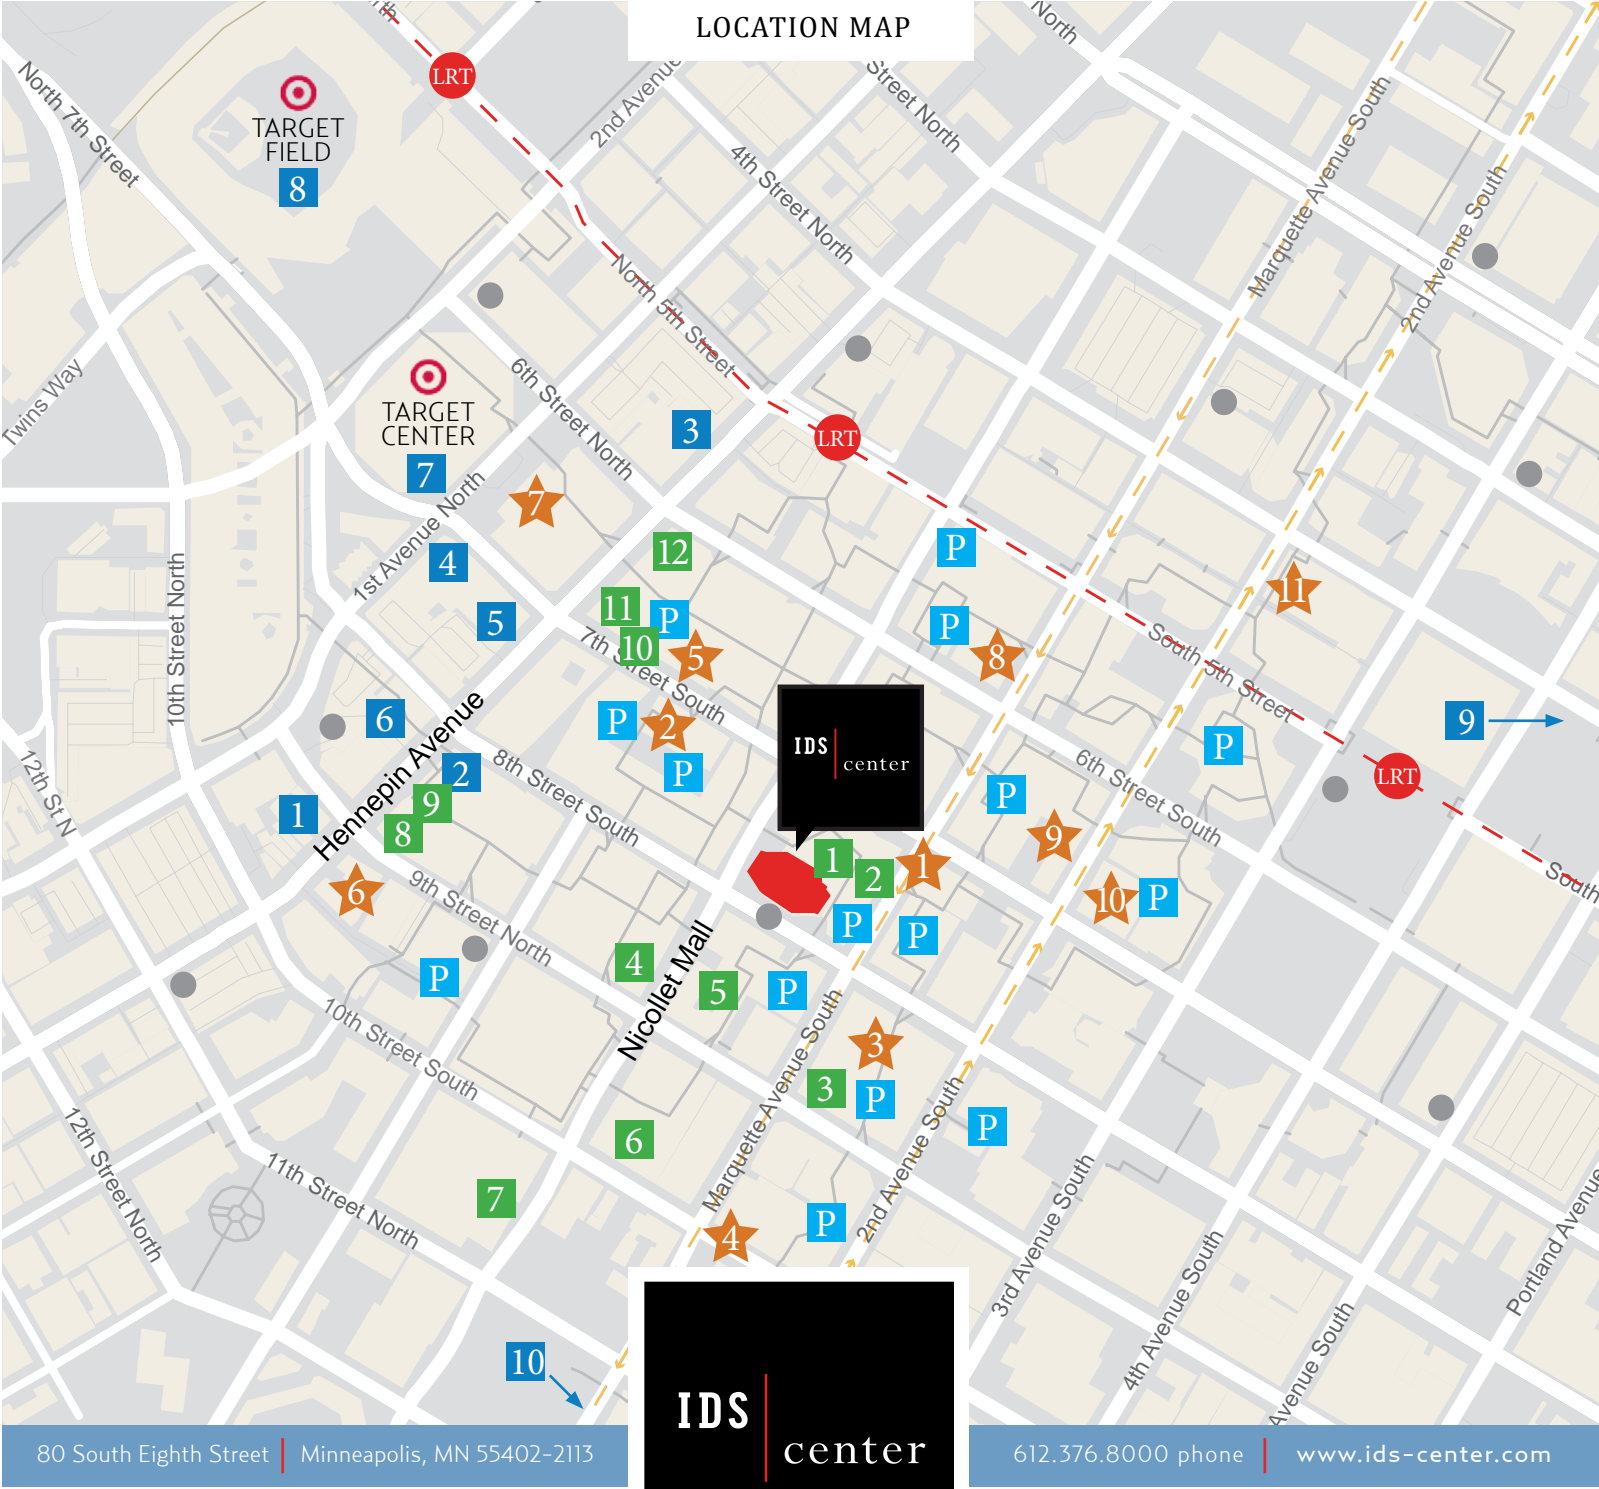 LOCATION MAP
North
LRT
North 7th Street
TARGET
FIELD
8
2nd Avenue
Street North
4th Street North
Marquette Avenue South
2nd Avenue South
North 5th Street
Twins Way
TARGET
CENTER
7
6th Street North
3
LRT
7
1st Avenue North
4
12
P
11
5
11
P
10
5
P
8
7th Street South
South 5th Street
10th Street North
6
P
2
P
9
P
IDS
center
12th St N
Hennepin Avenue
2
8th Street South
P
P
6th Street South
LRT
1
9
8
9
1
2
1
6
9th Street North
10
P
South
P
P
4
5
P
P
Nicollet Mall
10th Street South
Marquette Avenue South
3
3
P
2nd Avenue South
P
12th Street North
6
11th Street North
7
4
P
3rd Avenue South
4th Avenue South
Portland Avenue
Avenue South
10
IDS
center
80 South Eighth Street
Minneapolis, MN 55402-2113
612.376.8000 phone
www.ids-center.com